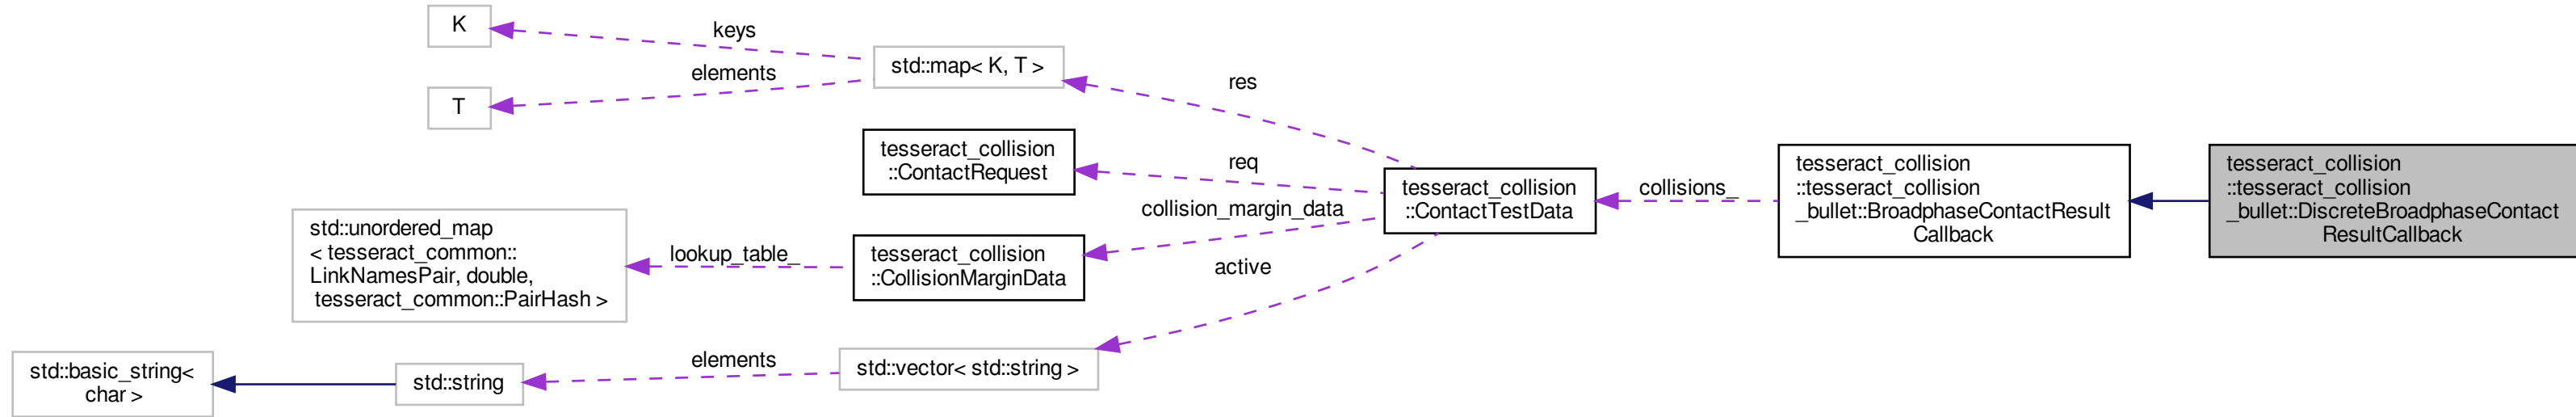 K
keys
std::map< K, T >
elements
T
res
tesseract_collision
::ContactRequest
req
tesseract_collision
::ContactTestData
collisions_
tesseract_collision
::tesseract_collision
_bullet::BroadphaseContactResult
Callback
tesseract_collision
::tesseract_collision
_bullet::DiscreteBroadphaseContact
ResultCallback
collision_margin_data
std::unordered_map
< tesseract_common::
LinkNamesPair, double,
tesseract_common::PairHash >
lookup_table_
tesseract_collision
::CollisionMarginData
active
std::basic_string<
char >
std::string
elements
std::vector< std::string >